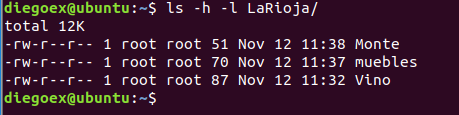 diegoex@ubuntu:~$ ls -h -l LaRioja/
total 12K
-rw-r--r-- 1 root root 51 Nov 12 11:38 Monte
-rw-r--r-- 1 root root 70 Nov 12 11:37 muebles
-rw-r--r-- 1 root root 87 Nov 12 11:32 Vino
diegoex@ubuntu:~$